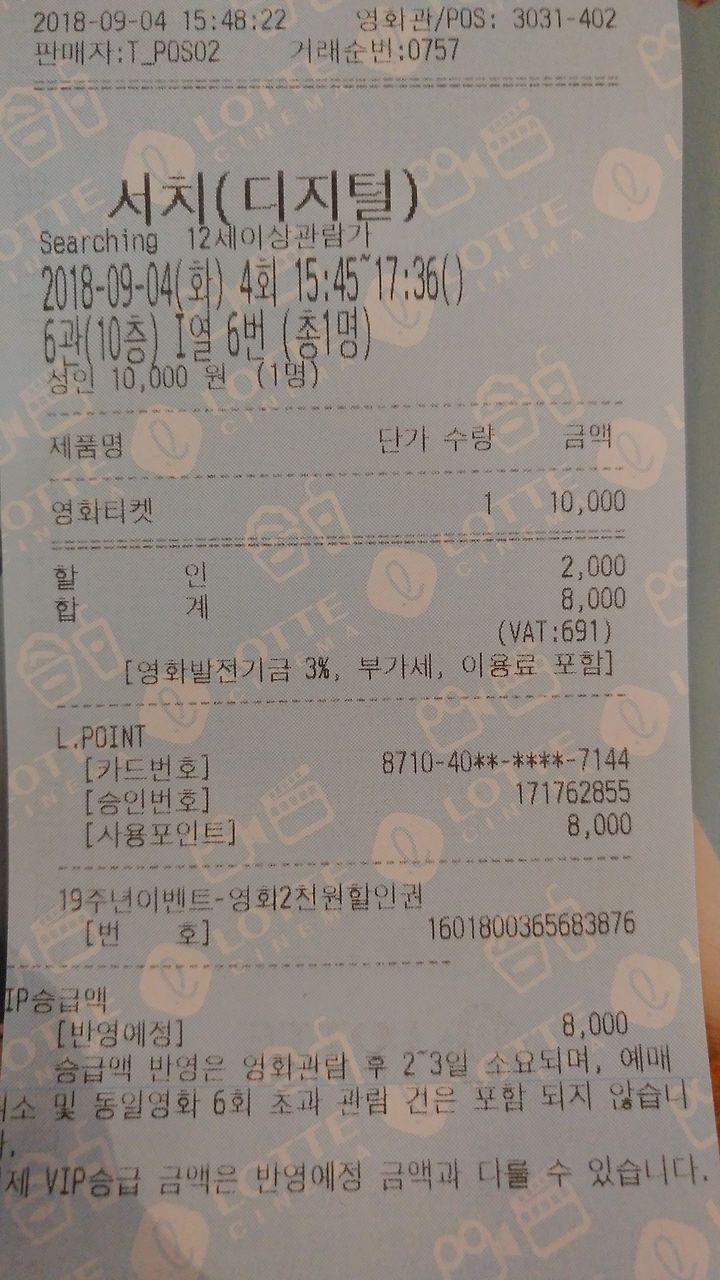 2018-09-04 15:48:22 영화관/POS: 3031-402
판매자:T_POS02 거래순번:0757
서치(디지털)
Searching 12세이상관람가
2018-09-04(화) 4회 15:45~17:36()
6관(10층) I열 6번 (총1명)
성인 10,000 원 (1명)
제품명 단가 수량 금액
영화티켓 1 10,000
할 인 2,000
합 계 8,000
(VAT:691)
[영화발전기금 3%, 부가세, 이용료 포함]
L.POINT
[카드번호] 8710-40**-****-7144
[승인번호] 171762855
[사용포인트] 8,000
19주년이벤트-영화2천원할인권
[번 호] 1601800365683876
IP승급액
[반영예정] 8,000
승급액 반영은 영화관람 후 2~3일 소요되며, 예매
소 및 동일영화 6회 초과 관람 건은 포함 되지 않습니
.
제 VIP승급 금액은 반영예정 금액과 다를 수 있습니다.
LOTTE CINEMA